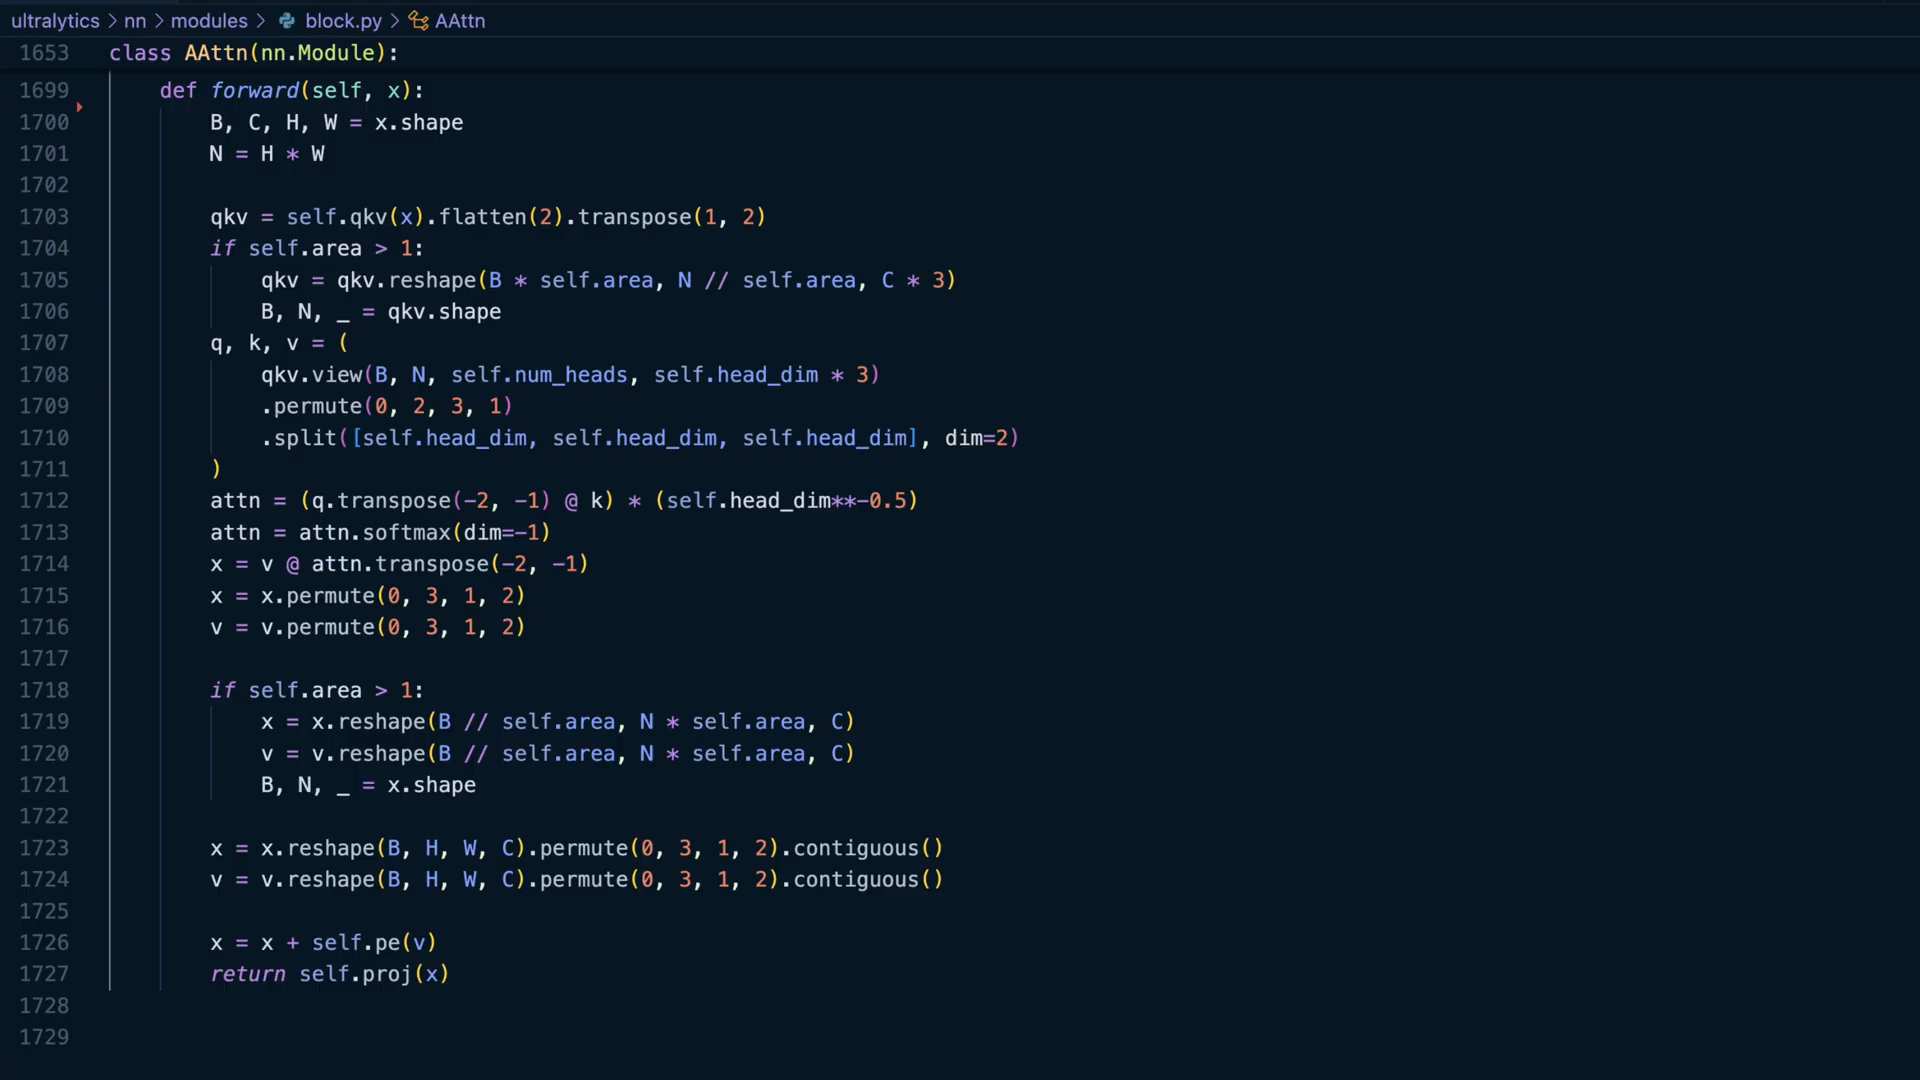 ultralytics > nn > modules > block.py > AAttn
1653 class AAttn(nn.Module):
1699     def forward(self, x):
1700         B, C, H, W = x.shape
1701         N = H * W
1702
1703         qkv = self.qkv(x).flatten(2).transpose(1, 2)
1704         if self.area > 1:
1705             qkv = qkv.reshape(B * self.area, N // self.area, C * 3)
1706             B, N, _ = qkv.shape
1707         q, k, v = (
1708             qkv.view(B, N, self.num_heads, self.head_dim * 3)
1709             .permute(0, 2, 3, 1)
1710             .split([self.head_dim, self.head_dim, self.head_dim], dim=2)
1711         )
1712         attn = (q.transpose(-2, -1) @ k) * (self.head_dim**-0.5)
1713         attn = attn.softmax(dim=-1)
1714         x = v @ attn.transpose(-2, -1)
1715         x = x.permute(0, 3, 1, 2)
1716         v = v.permute(0, 3, 1, 2)
1717
1718         if self.area > 1:
1719             x = x.reshape(B // self.area, N * self.area, C)
1720             v = v.reshape(B // self.area, N * self.area, C)
1721             B, N, _ = x.shape
1722
1723         x = x.reshape(B, H, W, C).permute(0, 3, 1, 2).contiguous()
1724         v = v.reshape(B, H, W, C).permute(0, 3, 1, 2).contiguous()
1725
1726         x = x + self.pe(v)
1727         return self.proj(x)
1728
1729